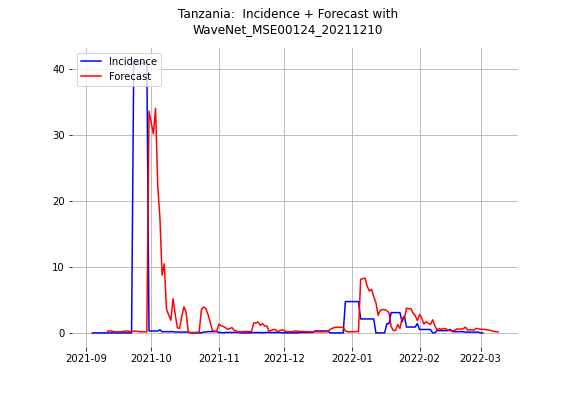 Tanzania:  Incidence + Forecast with
WaveNet_MSE00124_20211210
Incidence
Forecast
40
30
20
10
0
2021-09 2021-10 2021-11 2021-12 2022-01 2022-02 2022-03